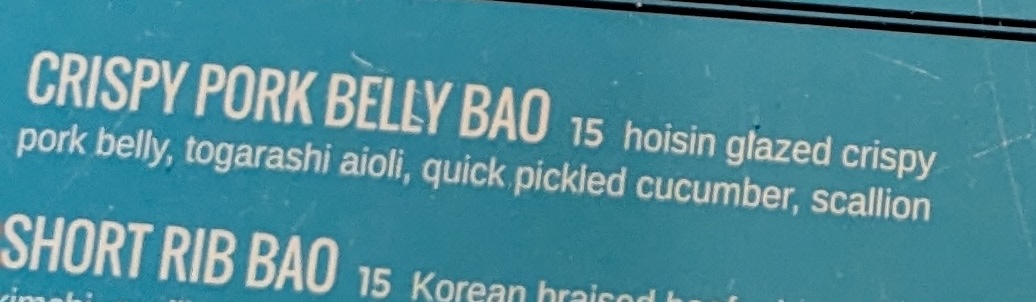 CRISPY PORK BELLY BAO 15 hoisin glazed crispy
pork belly, togarashi aioli, quick pickled cucumber, scallion
SHORT RIB BAO 15 Korean braised